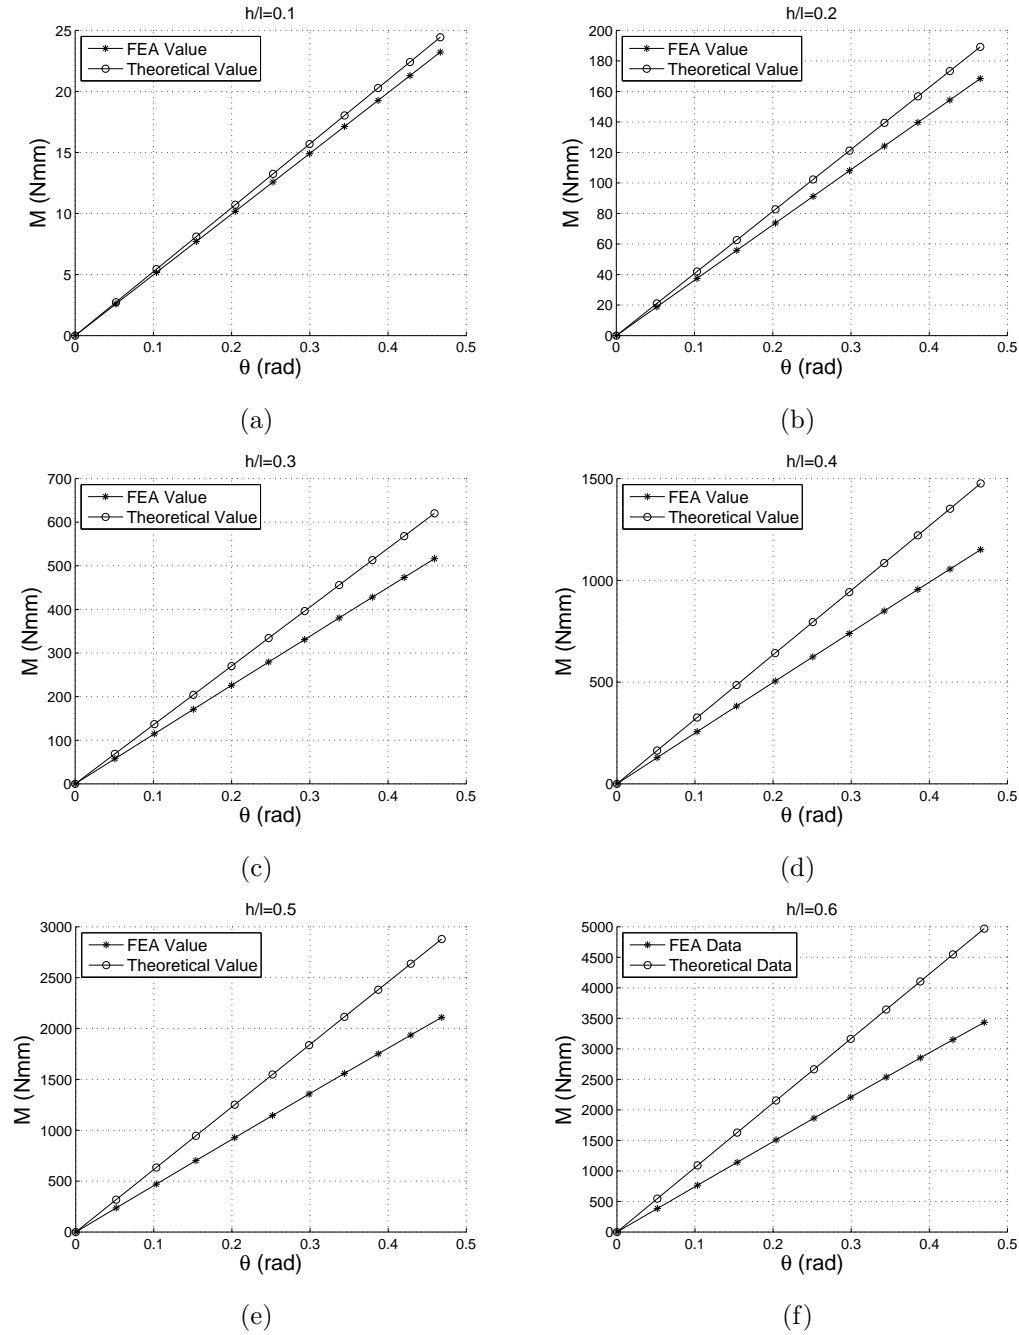 h/l=0.1
25
20
15
10
5
0
M (Nmm)
FEA Value
Theoretical Value
0 0.1 0.2 0.3 0.4 0.5
θ (rad)
(a)
h/l=0.2
200
180
160
140
120
100
80
60
40
20
0
M (Nmm)
FEA Value
Theoretical Value
0 0.1 0.2 0.3 0.4 0.5
θ (rad)
(b)
h/l=0.3
700
600
500
400
300
200
100
0
M (Nmm)
FEA Value
Theoretical Value
0 0.1 0.2 0.3 0.4 0.5
θ (rad)
(c)
h/l=0.4
1500
1000
500
0
M (Nmm)
FEA Value
Theoretical Value
0 0.1 0.2 0.3 0.4 0.5
θ (rad)
(d)
h/l=0.5
3000
2500
2000
1500
1000
500
0
M (Nmm)
FEA Value
Theoretical Value
0 0.1 0.2 0.3 0.4 0.5
θ (rad)
(e)
h/l=0.6
5000
4500
4000
3500
3000
2500
2000
1500
1000
500
0
M (Nmm)
FEA Data
Theoretical Data
0 0.1 0.2 0.3 0.4 0.5
θ (rad)
(f)